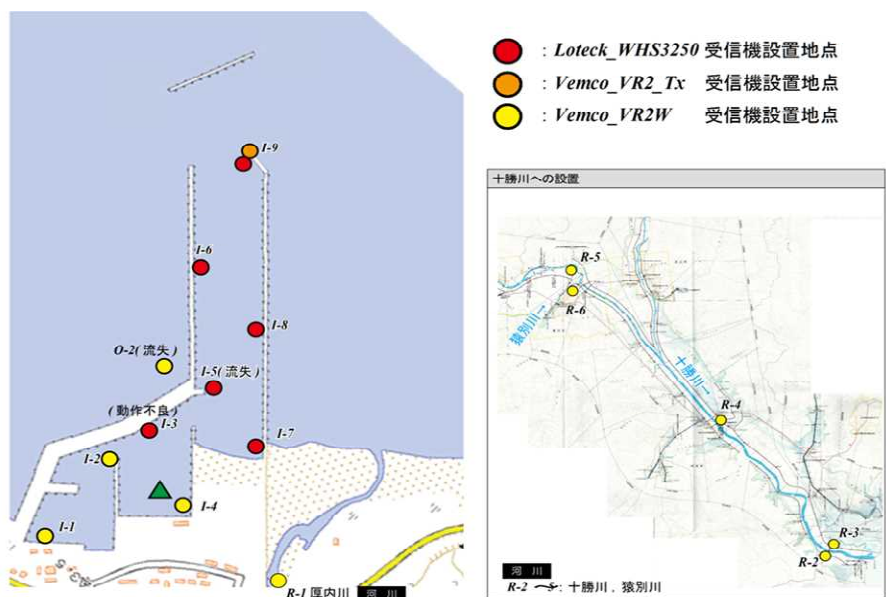 : Loteck_WHS3250 受信機設置地点
: Vemco_VR2_Tx 受信機設置地点
: Vemco_VR2W 受信機設置地点
I-9
I-6
I-8
O-2(流失)
I-5(流失)
(動作不良)
I-3
I-7
I-2
I-4
I-1
43・5
R-1 厚内川 河川
十勝川への設置
R-5
R-6
猿別川→
十勝川→
R-4
R-3
R-2
河川
R-2 ～5: 十勝川, 猿別川